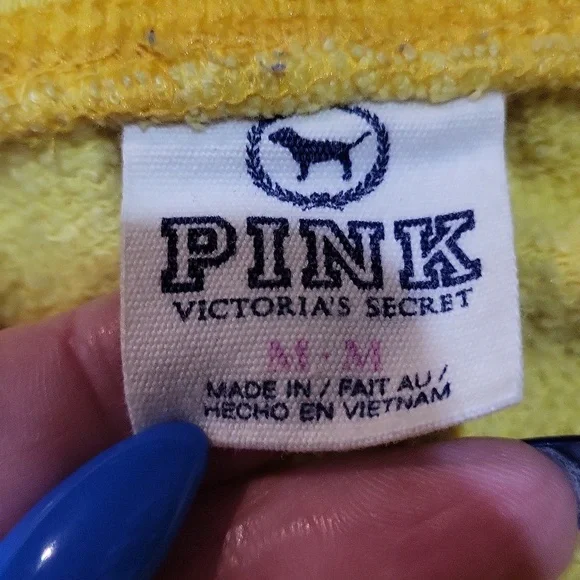 PINK
VICTORIA'S SECRET
M · M
MADE IN / FAIT AU /
HECHO EN VIETNAM